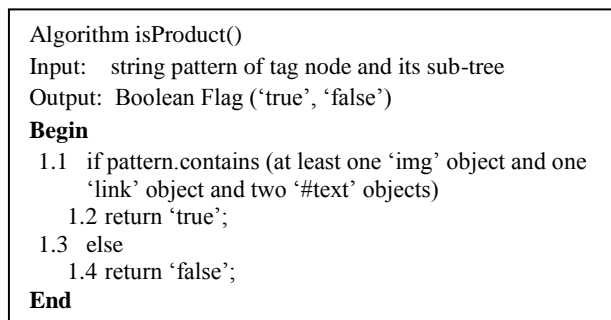 Algorithm isProduct()
Input: string pattern of tag node and its sub-tree
Output: Boolean Flag (‘true’, ‘false’)
Begin
1.1 if pattern.contains (at least one ‘img’ object and one
‘link’ object and two ‘#text’ objects)
1.2 return ‘true’;
1.3 else
1.4 return ‘false’;
End